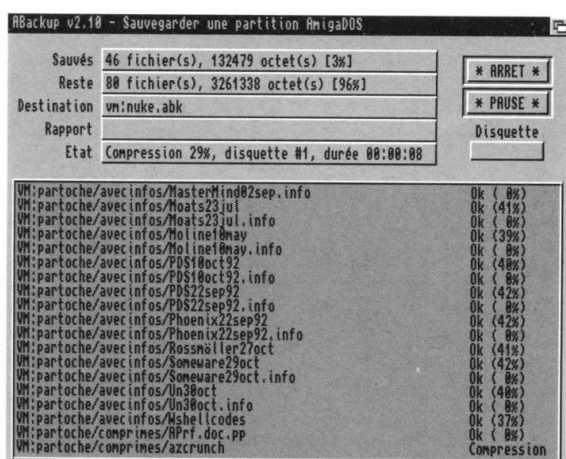 ABackup v2.10 - Sauvegarder une partition AmigaDOS
Sauvés 46 fichier(s), 132479 octet(s) [3%]
* ARRET *
Reste 80 fichier(s), 3261338 octet(s) [96%]
* PAUSE *
Destination vm:nuke.abk
Rapport
Disquette
Etat Compression 29%, disquette #1, durée 00:00:08
VM:partoche/avecinfos/MasterMind02sep.info Ok ( 0%)
VM:partoche/avecinfos/Moats23jul Ok (41%)
VM:partoche/avecinfos/Moats23jul.info Ok ( 0%)
VM:partoche/avecinfos/Moline10may Ok (39%)
VM:partoche/avecinfos/Moline10may.info Ok ( 0%)
VM:partoche/avecinfos/PDS10oct92 Ok (40%)
VM:partoche/avecinfos/PDS10oct92.info Ok ( 0%)
VM:partoche/avecinfos/PDS22sep92 Ok (42%)
VM:partoche/avecinfos/PDS22sep92.info Ok ( 0%)
VM:partoche/avecinfos/Phoenix22sep92 Ok (42%)
VM:partoche/avecinfos/Phoenix22sep92.info Ok ( 0%)
VM:partoche/avecinfos/Rossmöller27oct Ok (41%)
VM:partoche/avecinfos/Someware29oct Ok (42%)
VM:partoche/avecinfos/Someware29oct.info Ok ( 0%)
VM:partoche/avecinfos/Un30oct Ok (40%)
VM:partoche/avecinfos/Un30oct.info Ok ( 0%)
VM:partoche/avecinfos/Wshellcodes Ok (37%)
VM:partoche/comprimes/APrf.doc.pp Ok ( 0%)
VM:partoche/comprimes/azcrunch Compression